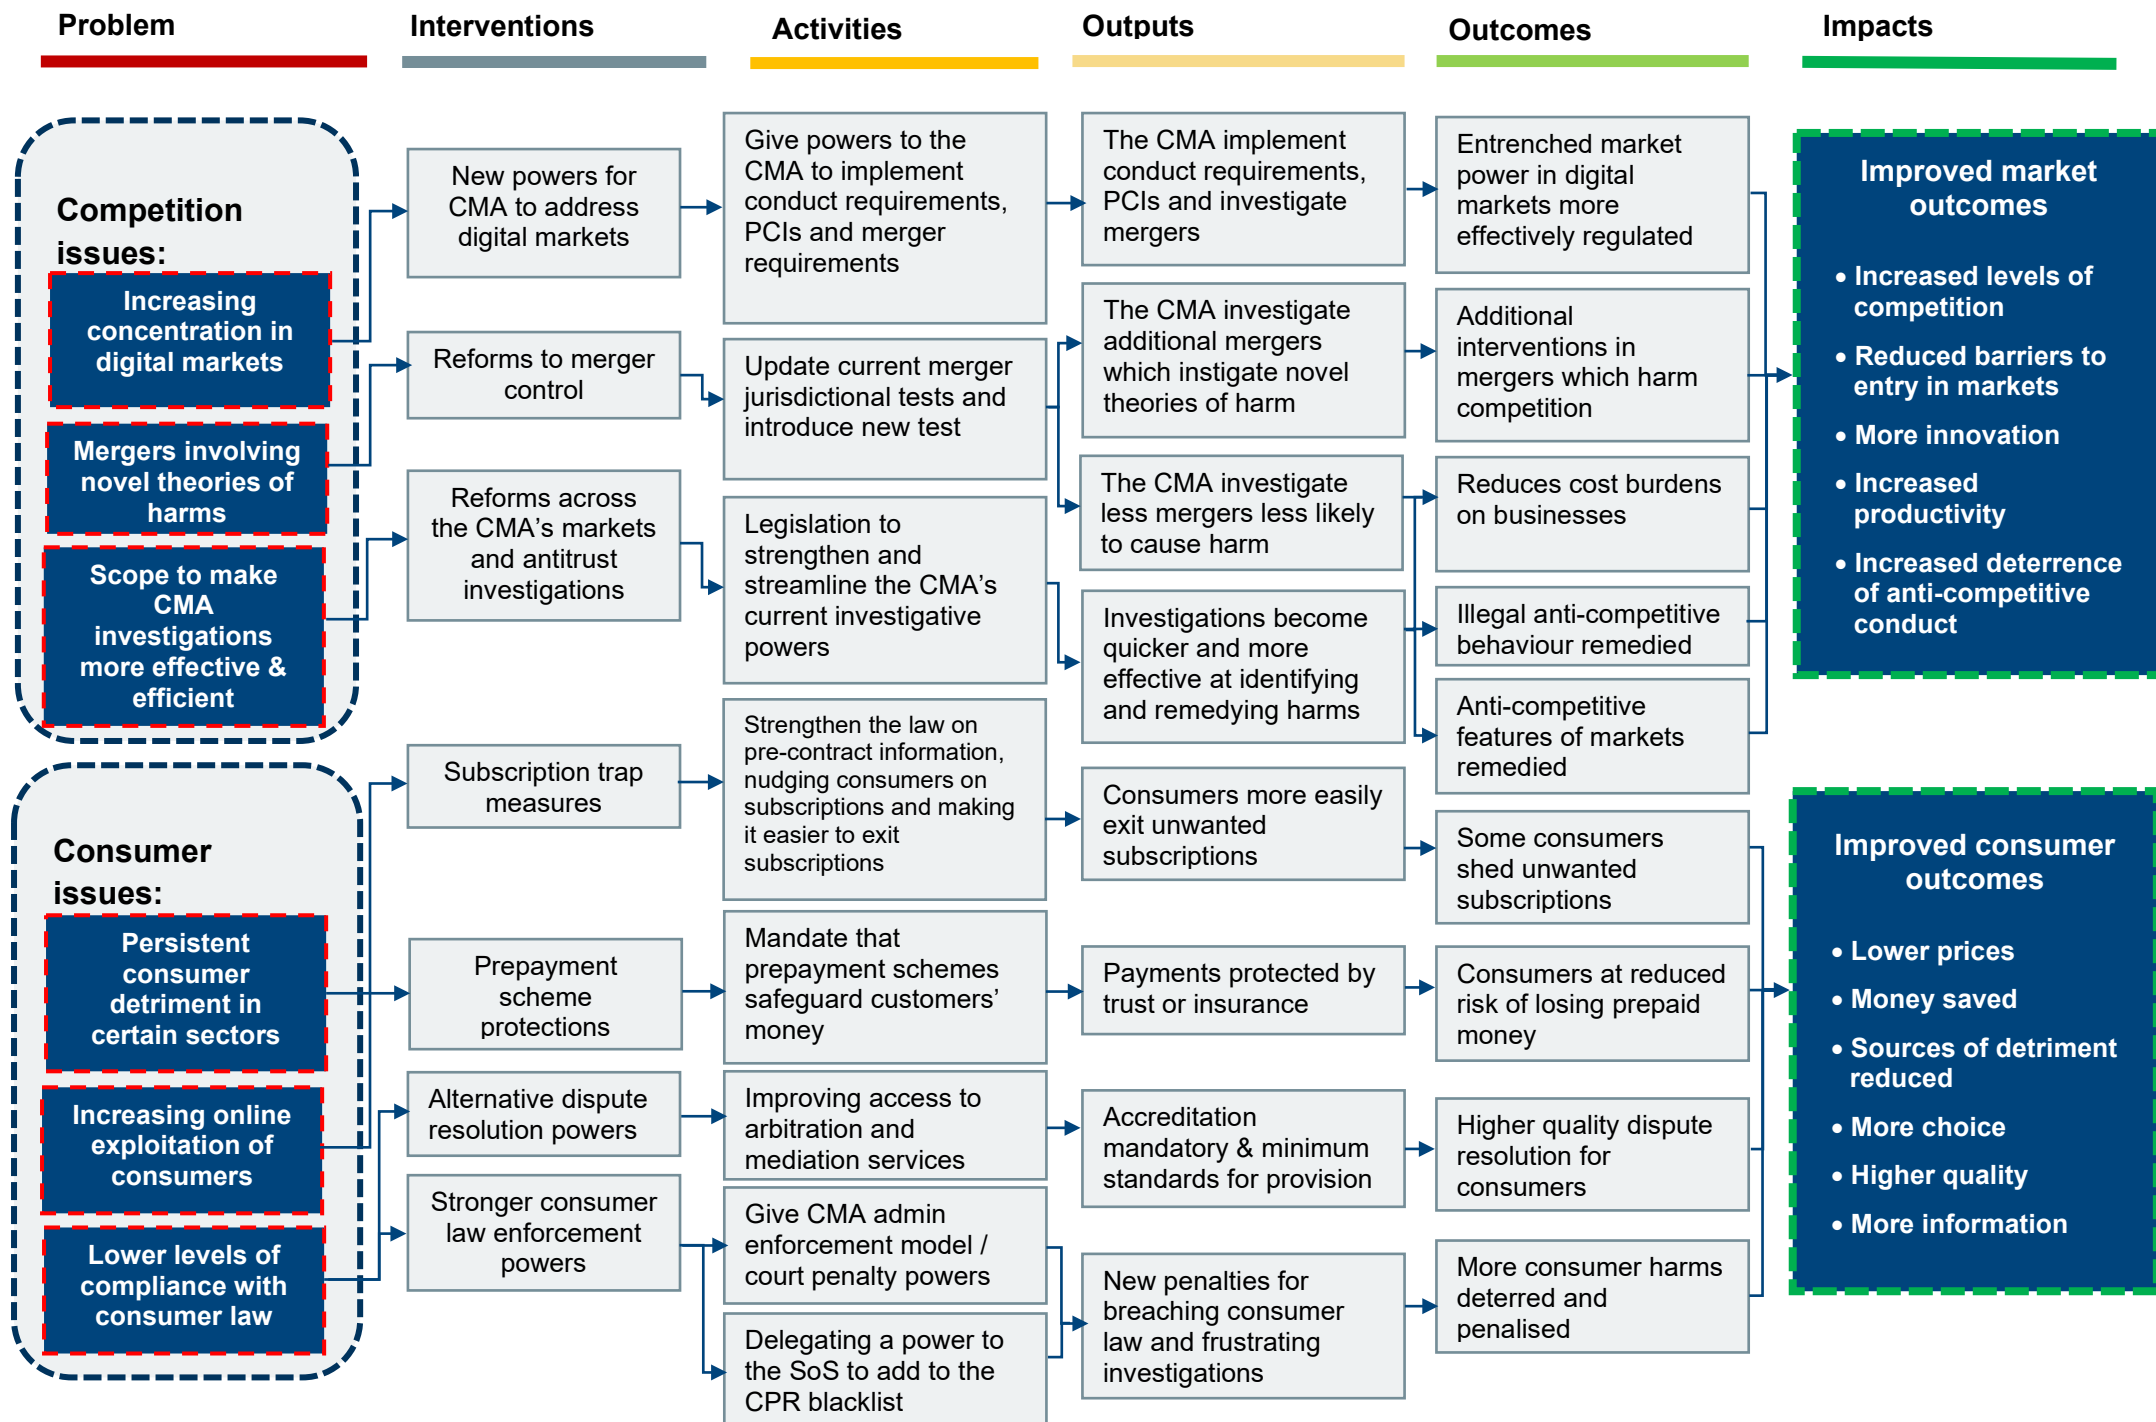 Problem
Interventions
Activities
Outputs
Outcomes
Impacts
Competition
issues:
Increasing
concentration in
digital markets
Mergers involving
novel theories of
harms
Scope to make
CMA
investigations
more effective &
efficient
Consumer
issues:
Persistent
consumer
detriment in
certain sectors
Increasing online
exploitation of
consumers
Lower levels of
compliance with
consumer law
New powers for
CMA to address
digital markets
Reforms to merger
control
Reforms across
the CMA’s markets
and antitrust
investigations
Subscription trap
measures
Prepayment
scheme
protections
Alternative dispute
resolution powers
Stronger consumer
law enforcement
powers
Give powers to the
CMA to implement
conduct requirements,
PCIs and merger
requirements
Update current merger
jurisdictional tests and
introduce new test
Legislation to
strengthen and
streamline the CMA’s
current investigative
powers
Strengthen the law on
pre-contract information,
nudging consumers on
subscriptions and making
it easier to exit
subscriptions
Mandate that
prepayment schemes
safeguard customers’
money
Improving access to
arbitration and
mediation services
Give CMA admin
enforcement model /
court penalty powers
Delegating a power to
the SoS to add to the
CPR blacklist
The CMA implement
conduct requirements,
PCIs and investigate
mergers
The CMA investigate
additional mergers
which instigate novel
theories of harm
The CMA investigate
less mergers less likely
to cause harm
Investigations become
quicker and more
effective at identifying
and remedying harms
Consumers more easily
exit unwanted
subscriptions
Payments protected by
trust or insurance
Accreditation
mandatory & minimum
standards for provision
New penalties for
breaching consumer
law and frustrating
investigations
Entrenched market
power in digital
markets more
effectively regulated
Additional
interventions in
mergers which harm
competition
Reduces cost burdens
on businesses
Illegal anti-competitive
behaviour remedied
Anti-competitive
features of markets
remedied
Some consumers
shed unwanted
subscriptions
Consumers at reduced
risk of losing prepaid
money
Higher quality dispute
resolution for
consumers
More consumer harms
deterred and
penalised
Improved market
outcomes
• Increased levels of
competition
• Reduced barriers to
entry in markets
• More innovation
• Increased
productivity
• Increased deterrence
of anti-competitive
conduct
Improved consumer
outcomes
• Lower prices
• Money saved
• Sources of detriment
reduced
• More choice
• Higher quality
• More information